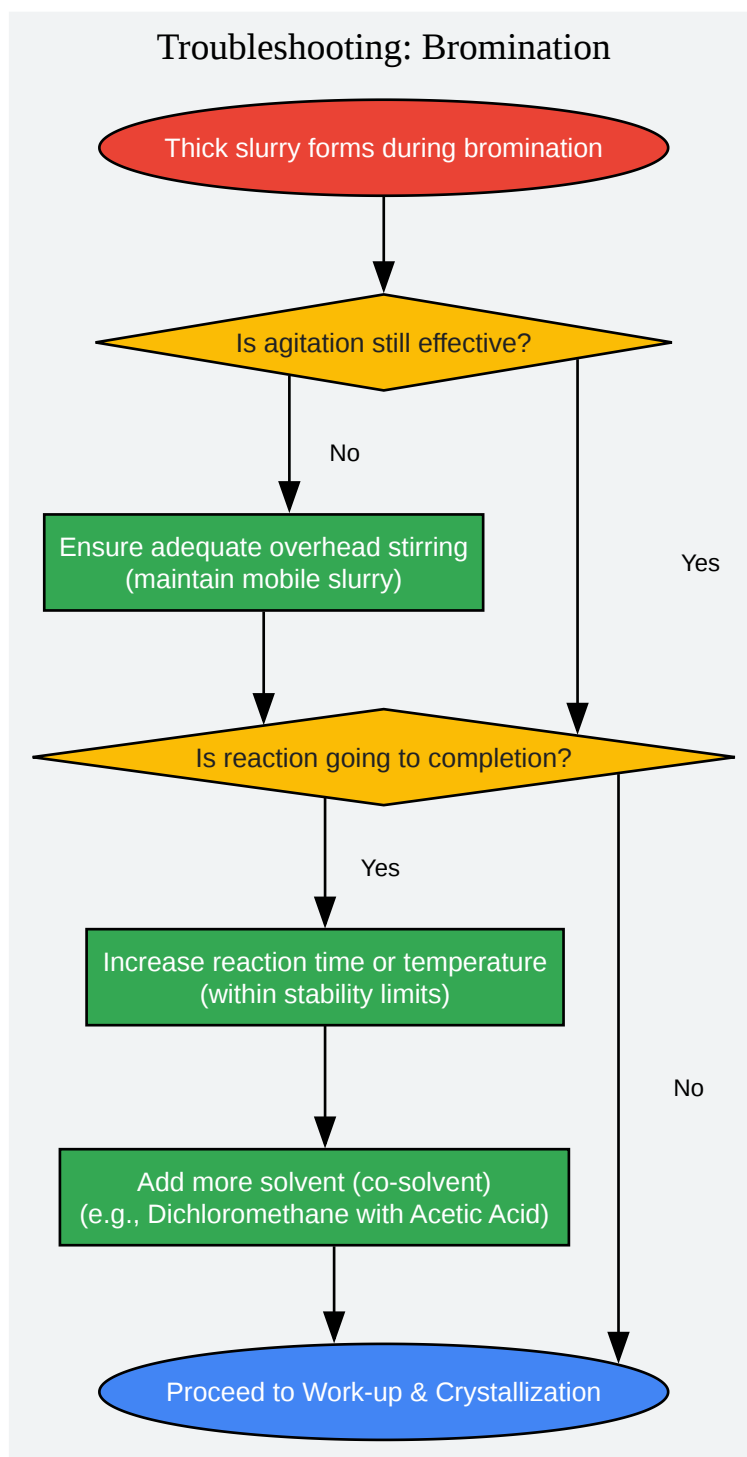 Troubleshooting: Bromination
Thick slurry forms during bromination
Is agitation still effective?
No
Ensure adequate overhead stirring
(maintain mobile slurry)
Yes
Is reaction going to completion?
Yes
Increase reaction time or temperature
(within stability limits)
No
Add more solvent (co-solvent)
(e.g., Dichloromethane with Acetic Acid)
Proceed to Work-up & Crystallization